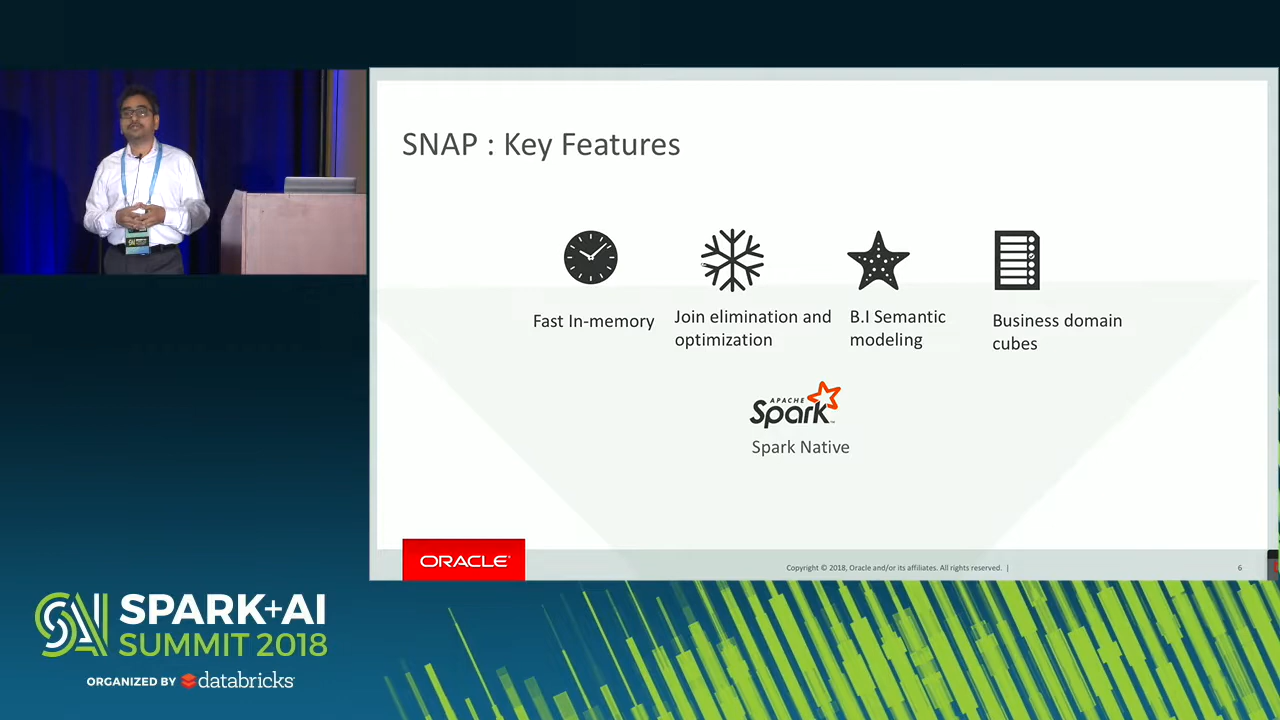 SNAP : Key Features
Fast In-memory
Join elimination and
optimization
B.I Semantic
modeling
Business domain
cubes
APACHE
Spark
Spark Native
ORACLE
Copyright © 2018, Oracle and/or its affiliates. All rights reserved. |
6
SAI
SPARK+AI
SUMMIT 2018
ORGANIZED BY databricks